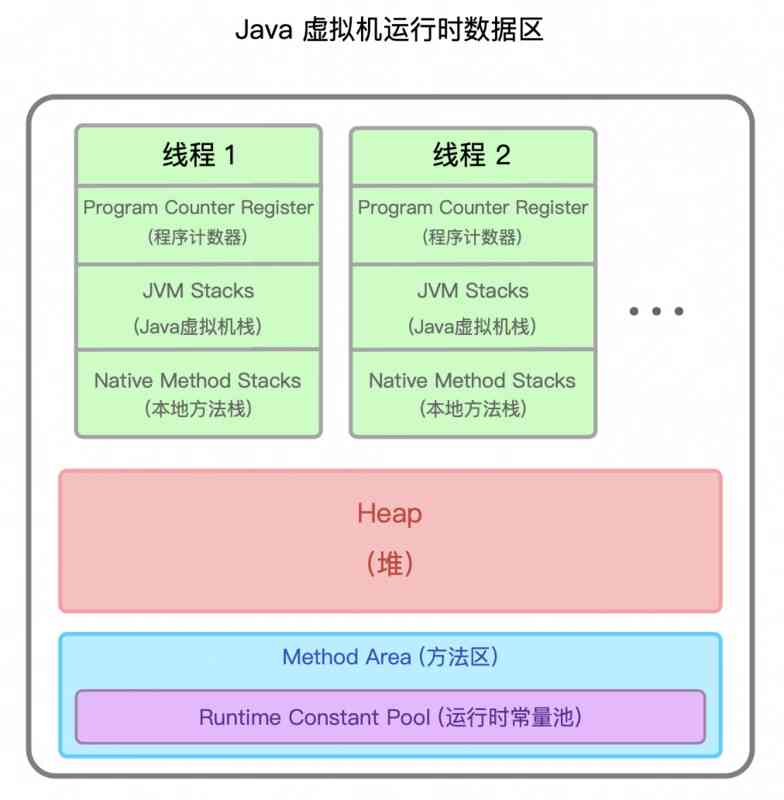 Java 虚拟机运行时数据区
线程 1
Program Counter Register
(程序计数器)
JVM Stacks
(Java虚拟机栈)
Native Method Stacks
(本地方法栈)
线程 2
Program Counter Register
(程序计数器)
JVM Stacks
(Java虚拟机栈)
Native Method Stacks
(本地方法栈)
Heap
(堆)
Method Area (方法区)
Runtime Constant Pool (运行时常量池)